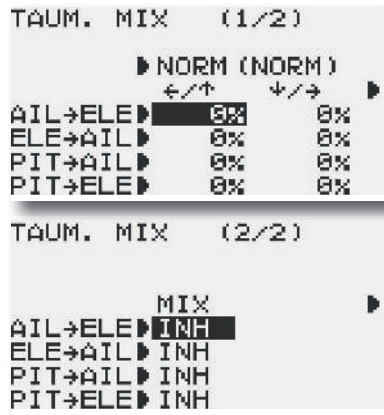 TAUM. MIX (1/2)
▶NORM (NORM)
←/↑ ↓/→ ▶
AIL→ELE▶ 0% 0%
ELE→AIL▶ 0% 0%
PIT→AIL▶ 0% 0%
PIT→ELE▶ 0% 0%
TAUM. MIX (2/2)
MIX ▶
AIL→ELE▶INH
ELE→AIL▶INH
PIT→AIL▶INH
PIT→ELE▶INH